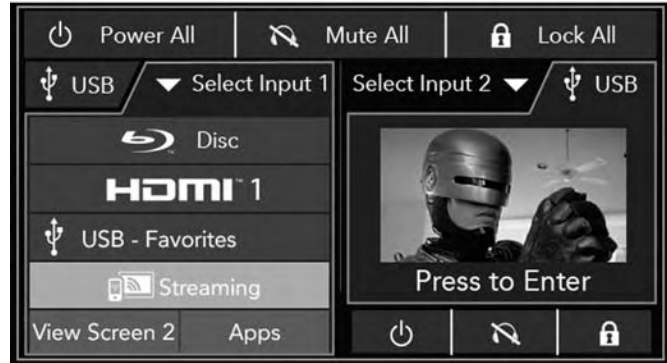 Power All
Mute All
Lock All
USB
Select Input 1
Select Input 2
USB
Disc
HDMI™ 1
USB - Favorites
Streaming
View Screen 2
Apps
Press to Enter